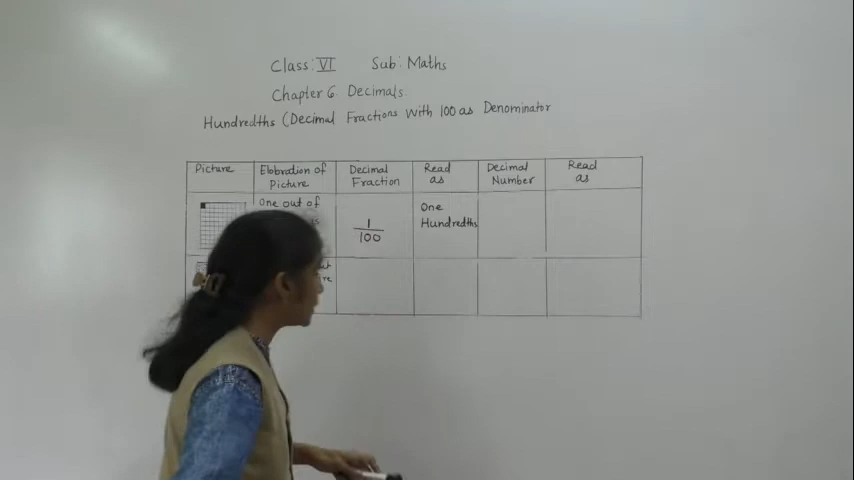 Class: VI Sub: Maths
Chapter 6 Decimals.
Hundredths (Decimal Fractions With 100 as Denominator
Picture
Elobration of
Picture
Decimal
Fraction
Read
as
Decimal
Number
Read
as
One out of
1
100
One
Hundredths